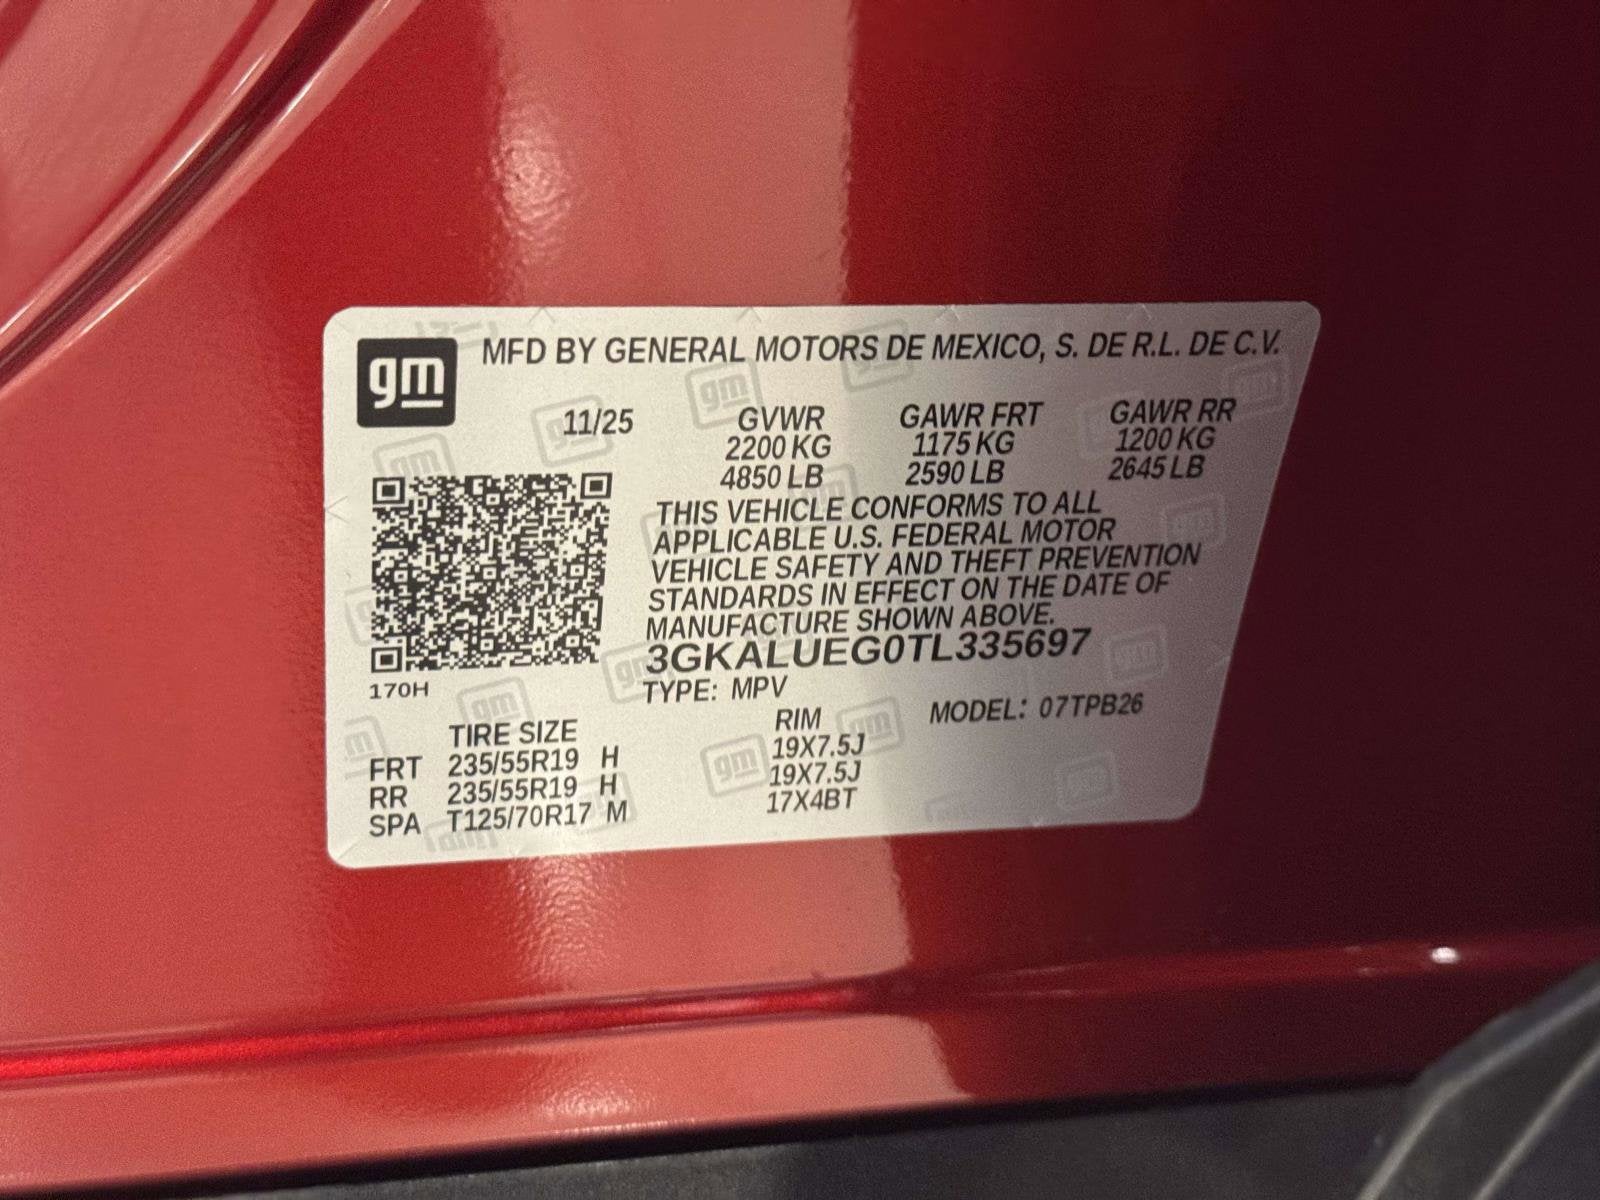 gm MFD BY GENERAL MOTORS DE MEXICO, S. DE R.L. DE C.V.
11/25 GVWR GAWR FRT GAWR RR
2200 KG 1175 KG 1200 KG
4850 LB 2590 LB 2645 LB
THIS VEHICLE CONFORMS TO ALL
APPLICABLE U.S. FEDERAL MOTOR
VEHICLE SAFETY AND THEFT PREVENTION
STANDARDS IN EFFECT ON THE DATE OF
MANUFACTURE SHOWN ABOVE.
3GKALUEG0TL335697
170H TYPE: MPV MODEL: 07TPB26
TIRE SIZE RIM
FRT 235/55R19 H 19X7.5J
RR 235/55R19 H 19X7.5J
SPA T125/70R17 M 17X4BT